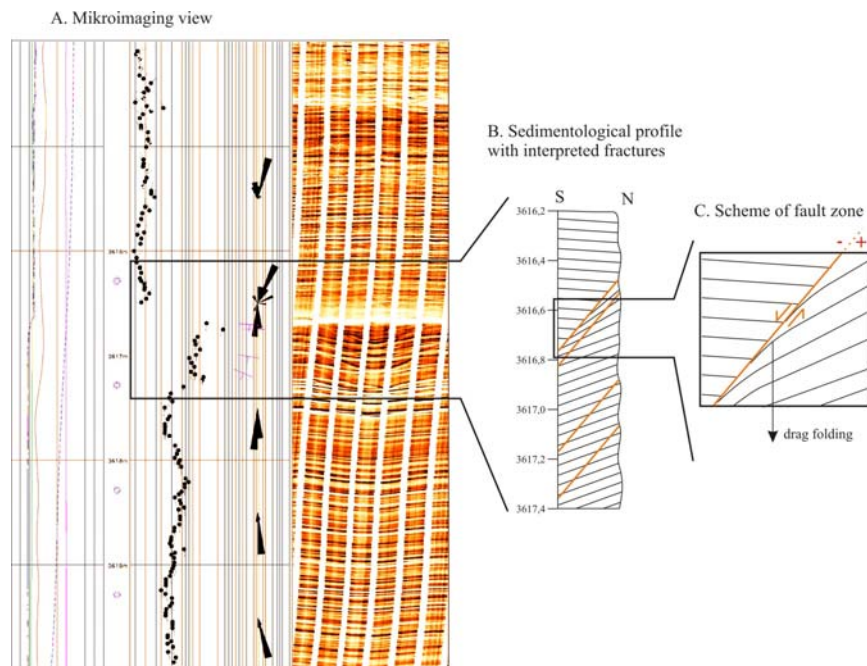 A. Mikroimaging view
B. Sedimentological profile
with interpreted fractures
S N
C. Scheme of fault zone
3616,2
3616,4
3616,6
3616,8
3617,0
3617,2
3617,4
- +
drag folding